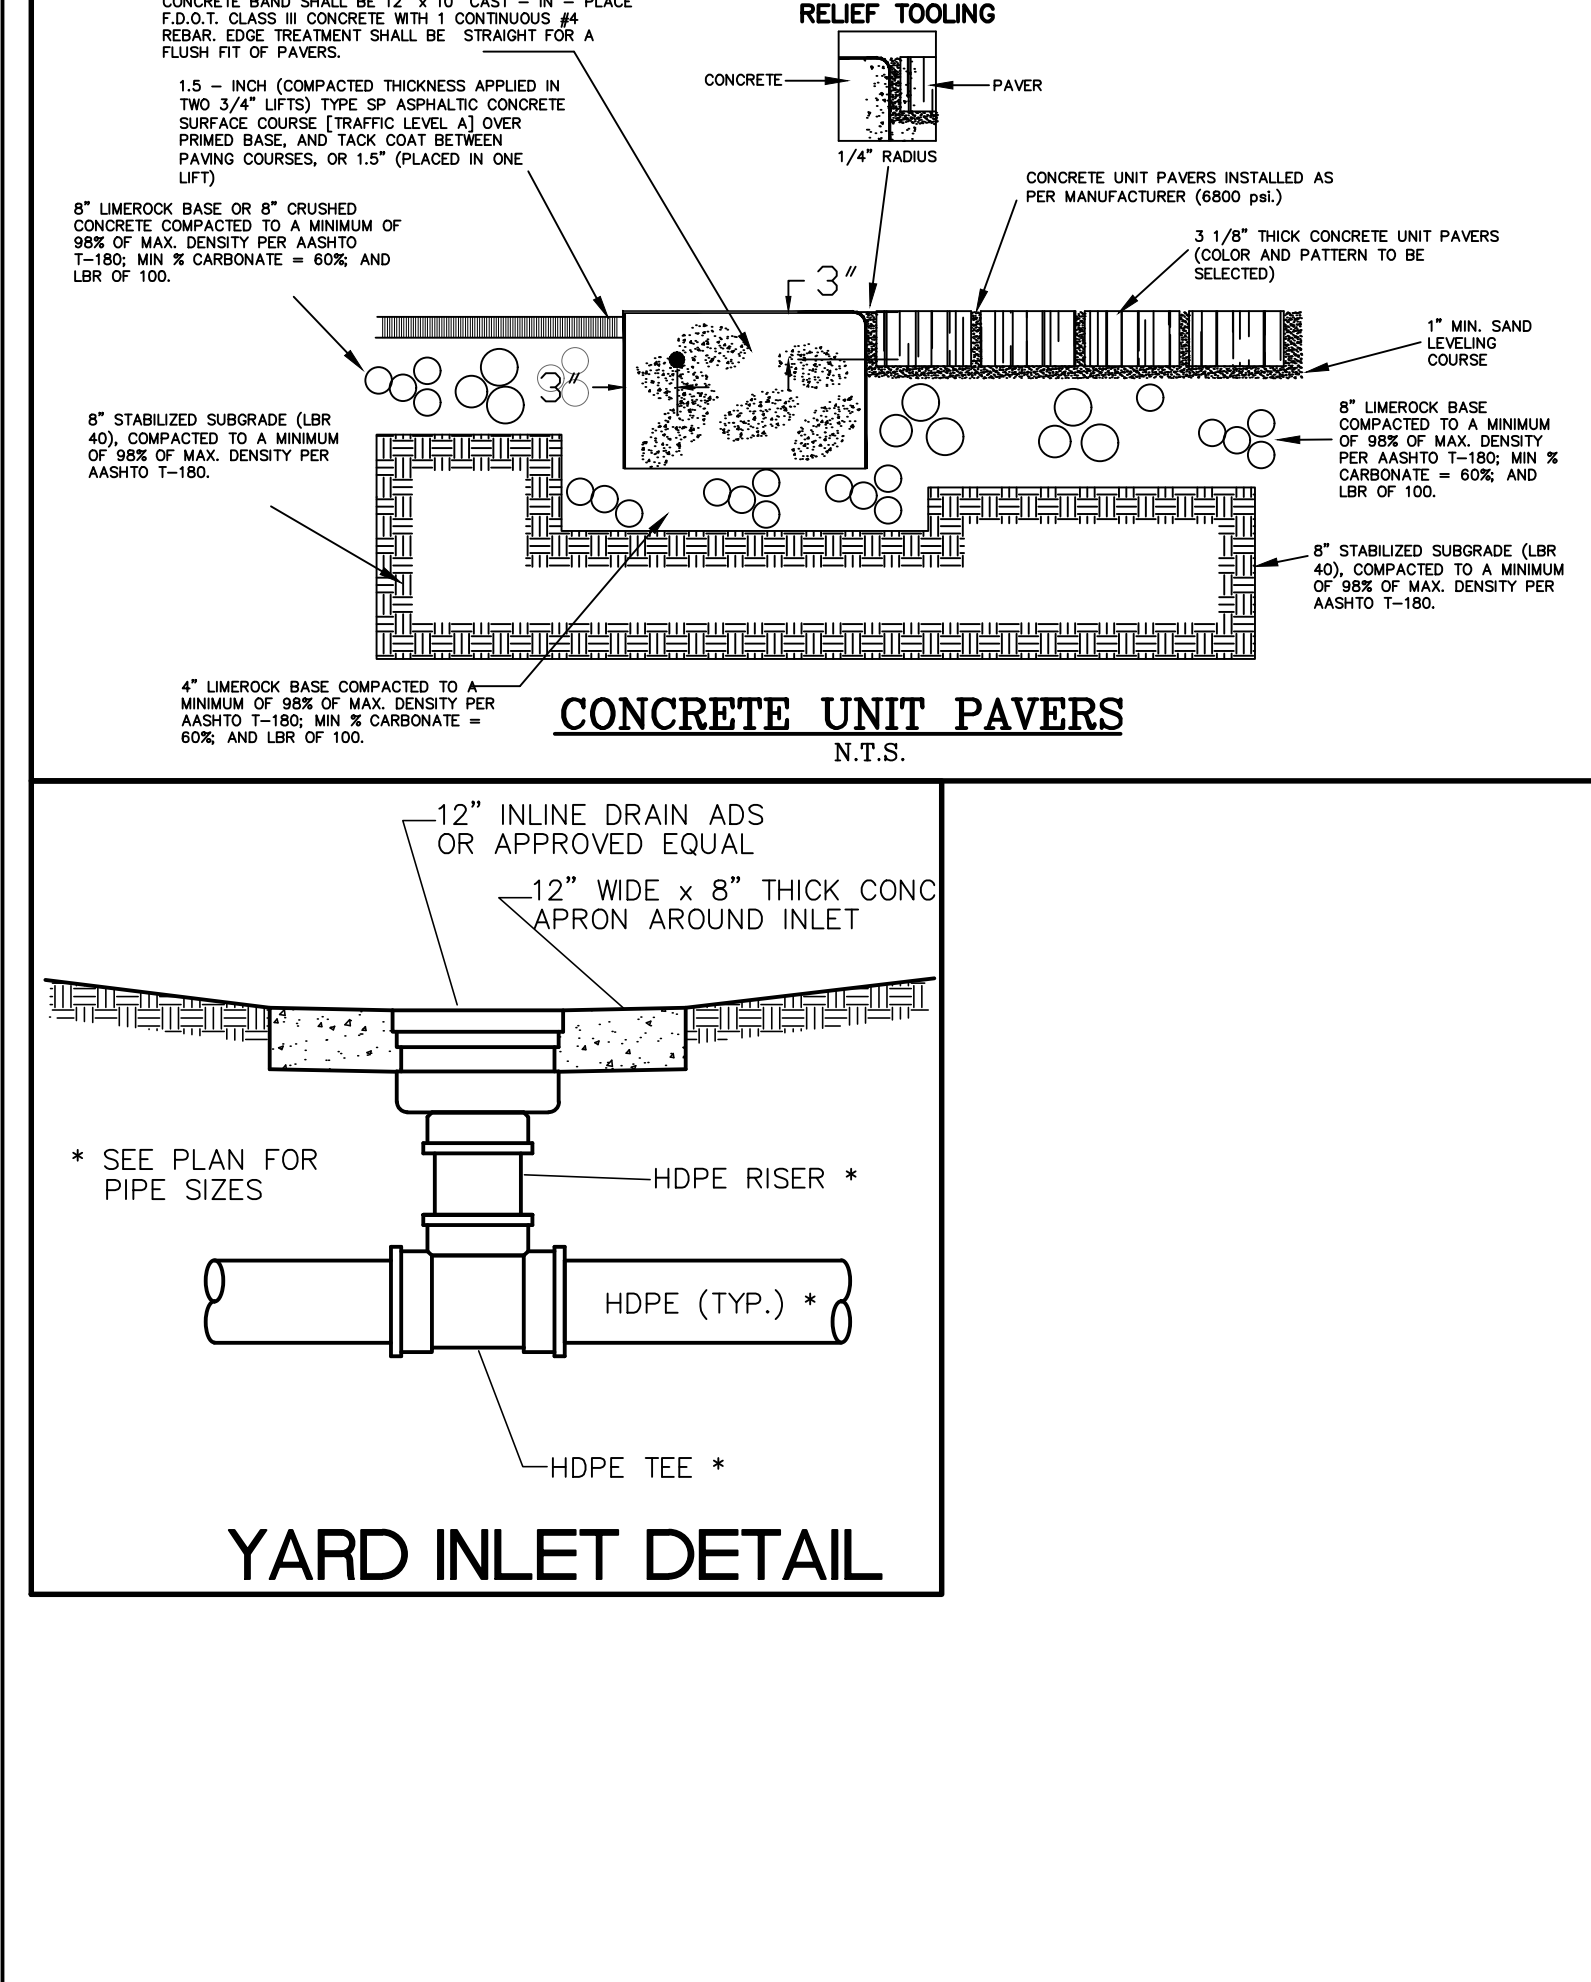 CONCRETE BAND SHALL BE 12" x 10" CAST – IN – PLACE
F.D.O.T. CLASS III CONCRETE WITH 1 CONTINUOUS #4
REBAR. EDGE TREATMENT SHALL BE STRAIGHT FOR A
FLUSH FIT OF PAVERS.
RELIEF TOOLING
CONCRETE
PAVER
1/4" RADIUS
1.5 – INCH (COMPACTED THICKNESS APPLIED IN
TWO 3/4" LIFTS) TYPE SP ASPHALTIC CONCRETE
SURFACE COURSE [TRAFFIC LEVEL A] OVER
PRIMED BASE, AND TACK COAT BETWEEN
PAVING COURSES, OR 1.5" (PLACED IN ONE
LIFT)
CONCRETE UNIT PAVERS INSTALLED AS
PER MANUFACTURER (6800 psi.)
8" LIMEROCK BASE OR 8" CRUSHED
CONCRETE COMPACTED TO A MINIMUM OF
98% OF MAX. DENSITY PER AASHTO
T–180; MIN % CARBONATE = 60%; AND
LBR OF 100.
3 1/8" THICK CONCRETE UNIT PAVERS
(COLOR AND PATTERN TO BE
SELECTED)
3"
3"
1" MIN. SAND
LEVELING
COURSE
8" STABILIZED SUBGRADE (LBR
40), COMPACTED TO A MINIMUM
OF 98% OF MAX. DENSITY PER
AASHTO T–180.
8" LIMEROCK BASE
COMPACTED TO A MINIMUM
OF 98% OF MAX. DENSITY
PER AASHTO T–180; MIN %
CARBONATE = 60%; AND
LBR OF 100.
8" STABILIZED SUBGRADE (LBR
40), COMPACTED TO A MINIMUM
OF 98% OF MAX. DENSITY PER
AASHTO T–180.
4" LIMEROCK BASE COMPACTED TO A
MINIMUM OF 98% OF MAX. DENSITY PER
AASHTO T–180; MIN % CARBONATE =
60%; AND LBR OF 100.
CONCRETE UNIT PAVERS
N.T.S.
12" INLINE DRAIN ADS
OR APPROVED EQUAL
12" WIDE x 8" THICK CONC
APRON AROUND INLET
* SEE PLAN FOR
PIPE SIZES
HDPE RISER *
HDPE (TYP.) *
HDPE TEE *
YARD INLET DETAIL